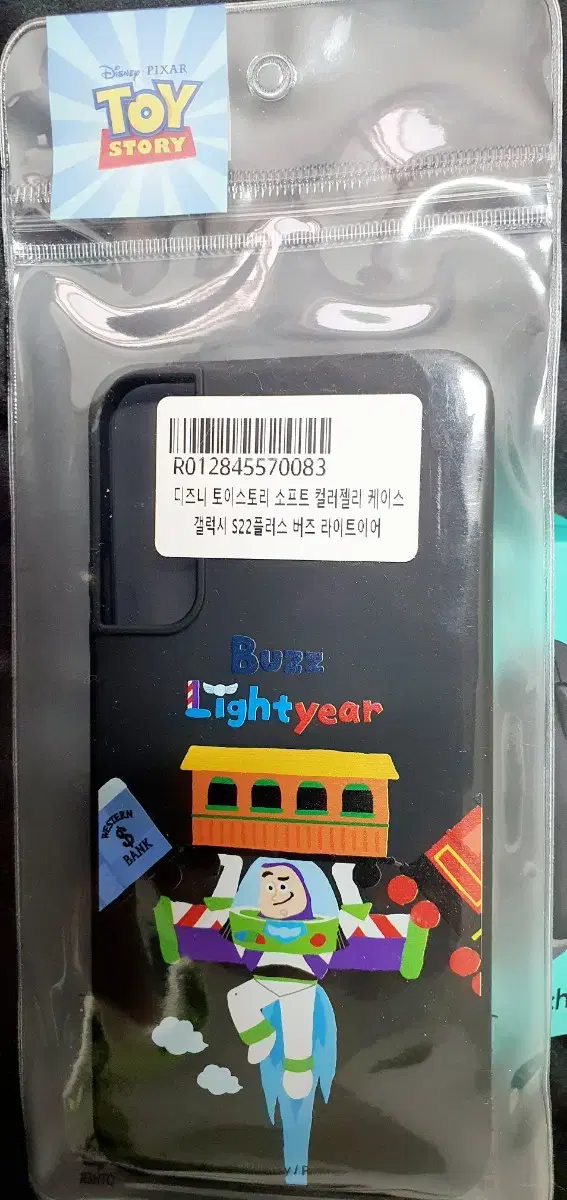 Disney · PIXAR
TOY
STORY
R012845570083
디즈니 토이스토리 소프트 컬러젤리 케이스
갤럭시 S22플러스 버즈 라이트이어
Buzz
Lightyear
WESTERN
$
BANK